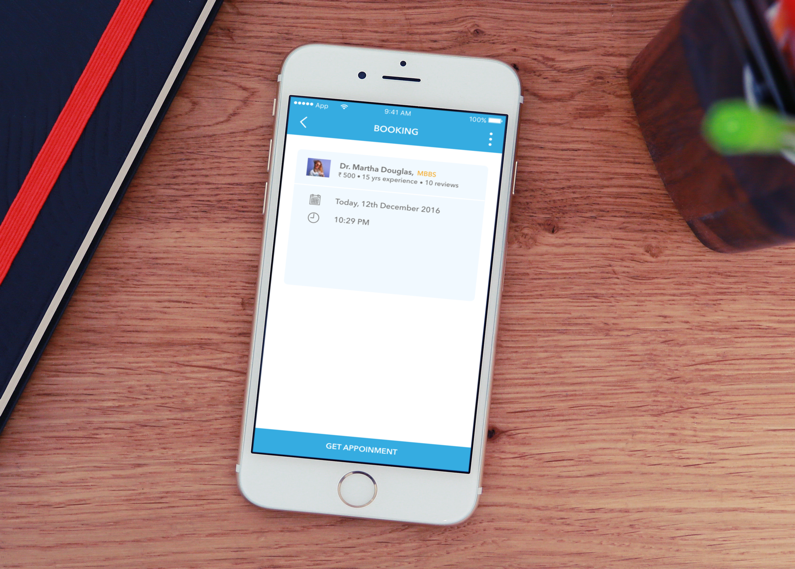 App 9:41 AM 100%
BOOKING
Dr. Martha Douglas, MBBS
₹ 500 • 15 yrs experience • 10 reviews
Today, 12th December 2016
10:29 PM
GET APPOINMENT